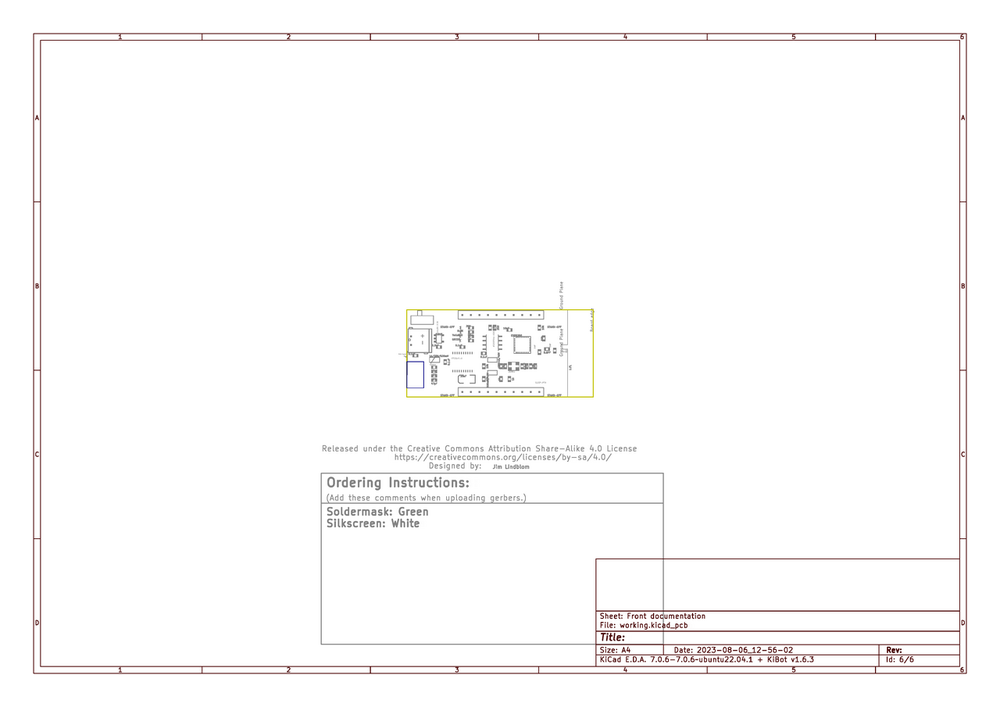 1 2 3 4 5 6
A A
Ground Plane
B B
Board edge
Ground Plane
C C
Released under the Creative Commons Attribution Share-Alike 4.0 License
https://creativecommons.org/licenses/by-sa/4.0/
Designed by: Jim Lindblom
Ordering Instructions:
(Add these comments when uploading gerbers.)
Soldermask: Green
Silkscreen: White
Sheet: Front documentation
File: working.kicad_pcb
D D
Title:
Size: A4 Date: 2023-08-06_12-56-02 Rev:
KiCad E.D.A. 7.0.6-7.0.6~ubuntu22.04.1 + KiBot v1.6.3 Id: 6/6
1 2 3 4 5 6